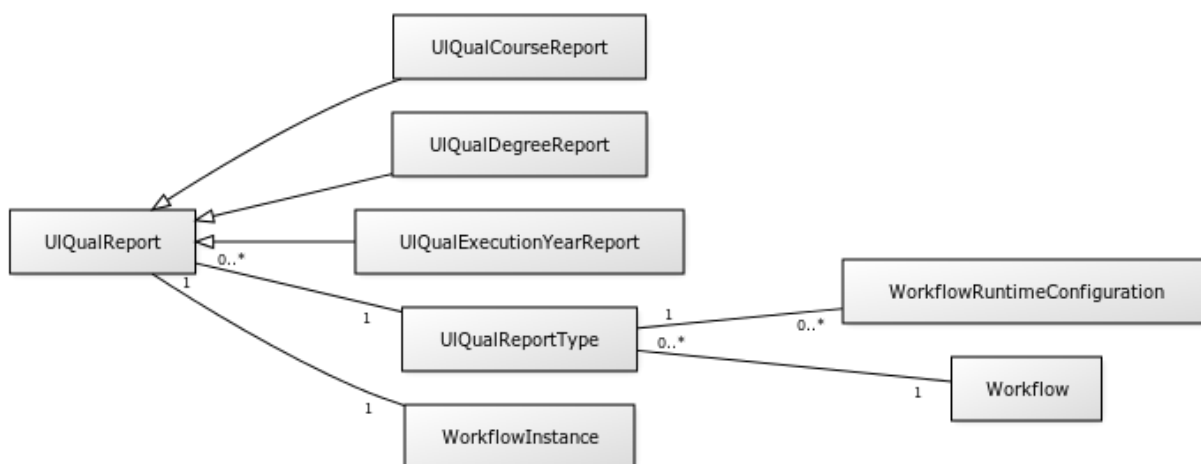 UIQualCourseReport
UIQualDegreeReport
UIQualReport
UIQualExecutionYearReport
0..*
1
1
UIQualReportType
1
0..*
0..*
1
WorkflowRuntimeConfiguration
Workflow
1
WorkflowInstance